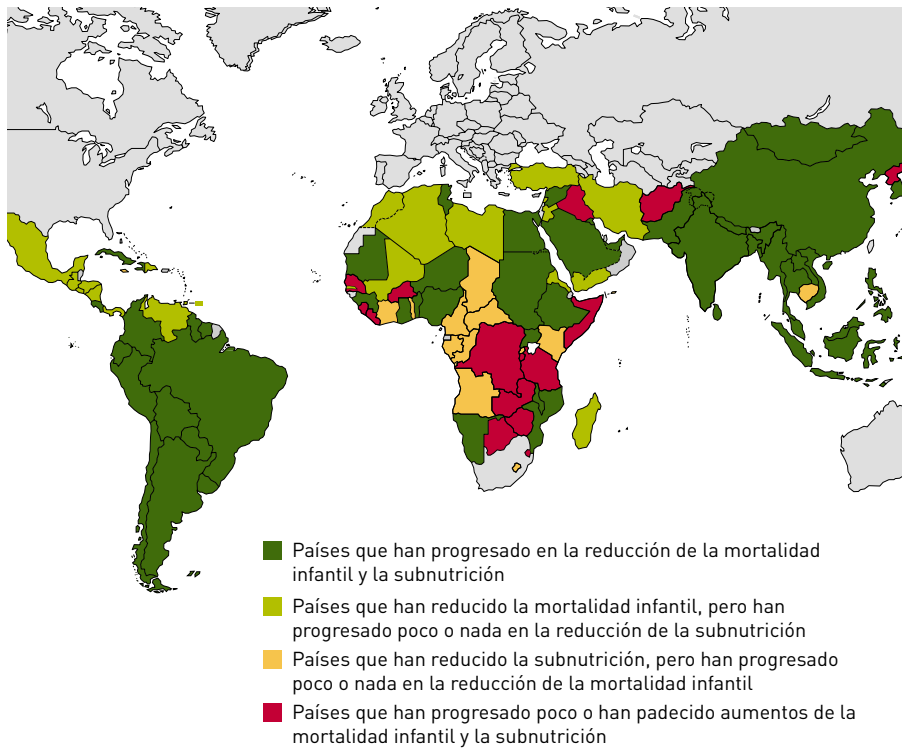 Países que han progresado en la reducción de la mortalidad
infantil y la subnutrición
Países que han reducido la mortalidad infantil, pero han
progresado poco o nada en la reducción de la subnutrición
Países que han reducido la subnutrición, pero han progresado
poco o nada en la reducción de la mortalidad infantil
Países que han progresado poco o han padecido aumentos de la
mortalidad infantil y la subnutrición